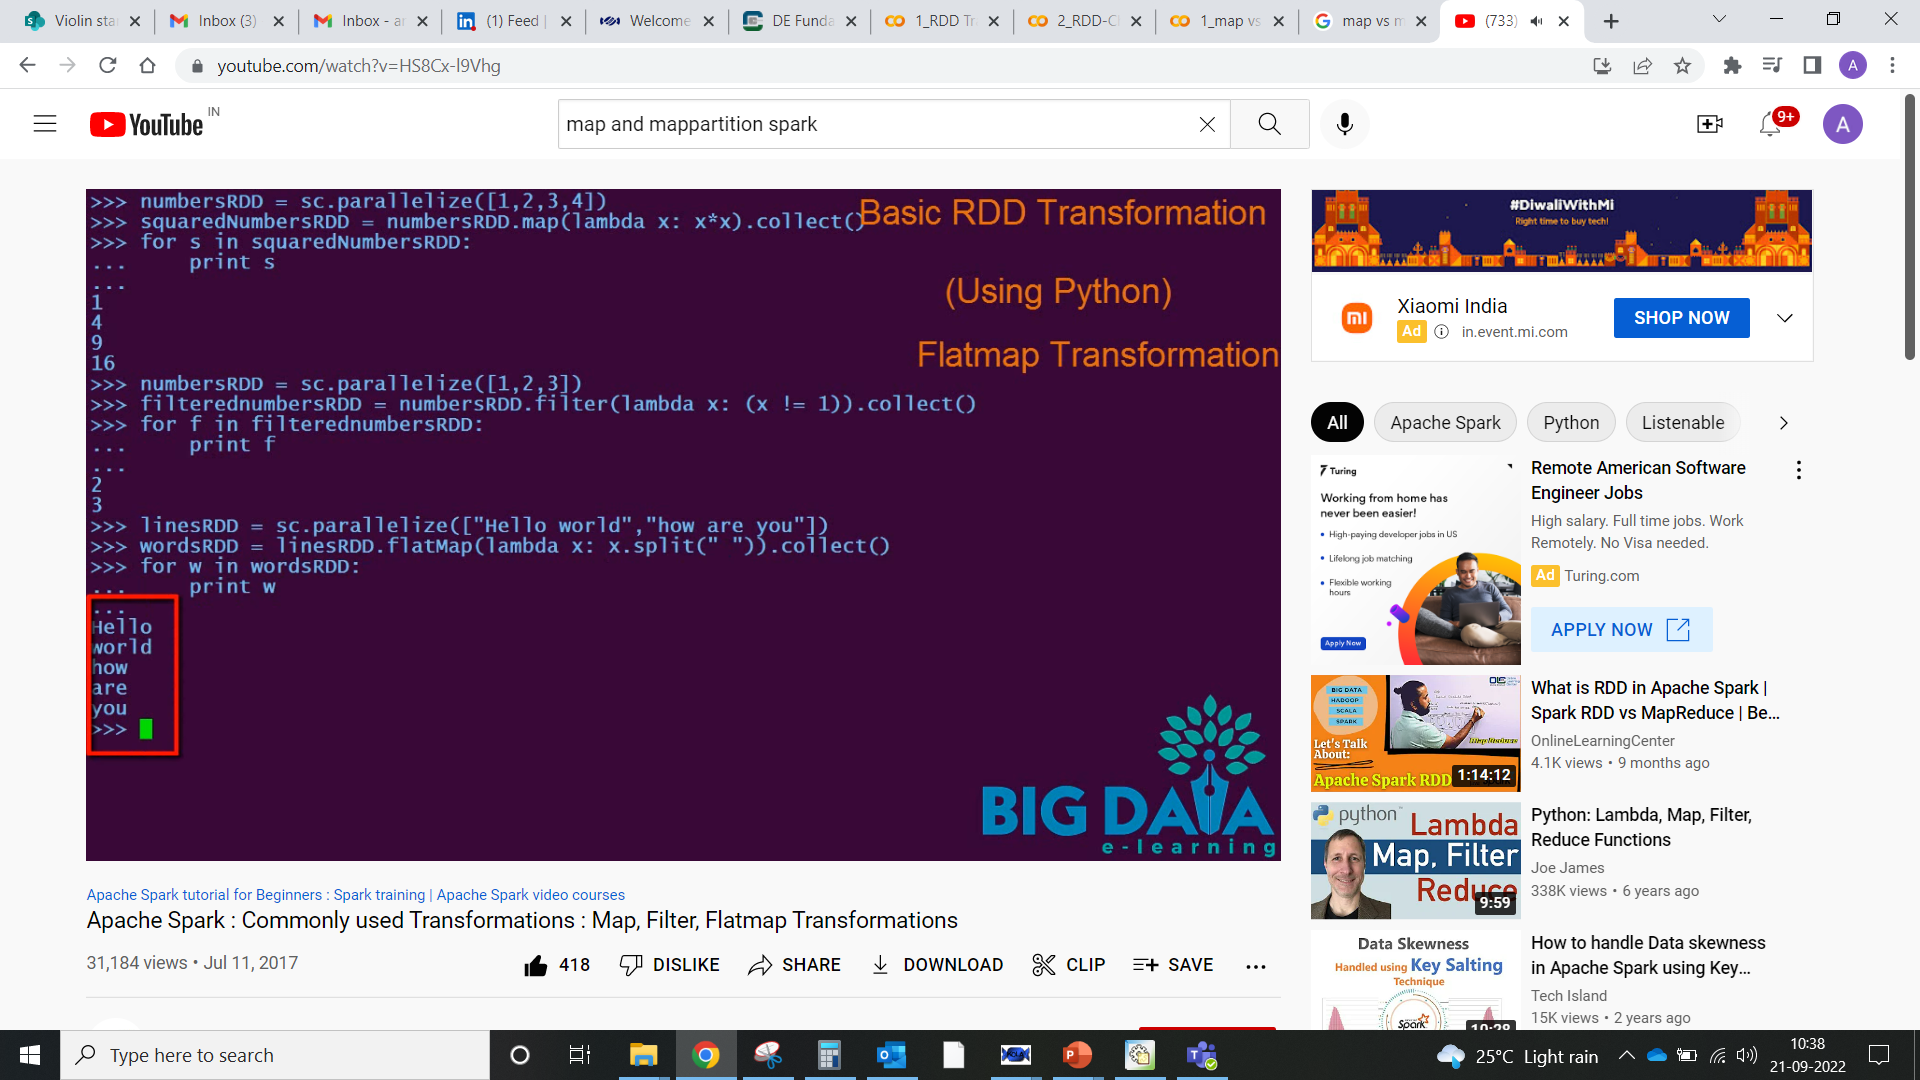 Violin sta
Inbox (3)
Inbox - ar
(1) Feed |
Welcome
DE Funda
1_RDD Tr
2_RDD-C
1_map vs
map vs m
(733)
youtube.com/watch?v=HS8Cx-l9Vhg
A
YouTube
IN
map and mappartition spark
9+
A
>>> numbersRDD = sc.parallelize([1,2,3,4])
>>> squaredNumbersRDD = numbersRDD.map(lambda x: x*x).collect()
>>> for s in squaredNumbersRDD:
...     print s
...
1
4
9
16
>>> numbersRDD = sc.parallelize([1,2,3])
>>> filterednumbersRDD = numbersRDD.filter(lambda x: (x != 1)).collect()
>>> for f in filterednumbersRDD:
...     print f
...
2
3
>>> linesRDD = sc.parallelize(["Hello world","how are you"])
>>> wordsRDD = linesRDD.flatMap(lambda x: x.split(" ")).collect()
>>> for w in wordsRDD:
...     print w
...
Hello
world
how
are
you
>>>
Basic RDD Transformation
(Using Python)
Flatmap Transformation
BIG DATA
e-learning
Apache Spark tutorial for Beginners : Spark training | Apache Spark video courses
Apache Spark : Commonly used Transformations : Map, Filter, Flatmap Transformations
31,184 views • Jul 11, 2017
418
DISLIKE
SHARE
DOWNLOAD
CLIP
SAVE
#DiwaliWithMi
Right time to buy tech!
mi
Xiaomi India
Ad in.event.mi.com
SHOP NOW
All
Apache Spark
Python
Listenable
Turing
Working from home has
never been easier!
• High-paying developer jobs in US
• Lifelong job matching
• Flexible working
hours
Apply Now
Remote American Software
Engineer Jobs
High salary. Full time jobs. Work
Remotely. No Visa needed.
Ad Turing.com
APPLY NOW
BIG DATA
HADOOP
SCALA
SPARK
Let's Talk
About:
Apache Spark RDD
1:14:12
What is RDD in Apache Spark |
Spark RDD vs MapReduce | Be...
OnlineLearningCenter
4.1K views • 9 months ago
python
Lambda
Map, Filter
Reduce
9:59
Python: Lambda, Map, Filter,
Reduce Functions
Joe James
338K views • 6 years ago
Data Skewness
Handled using Key Salting
Technique
Spark
10:28
How to handle Data skewness
in Apache Spark using Key...
Tech Island
15K views • 2 years ago
Type here to search
25°C Light rain
10:38
21-09-2022